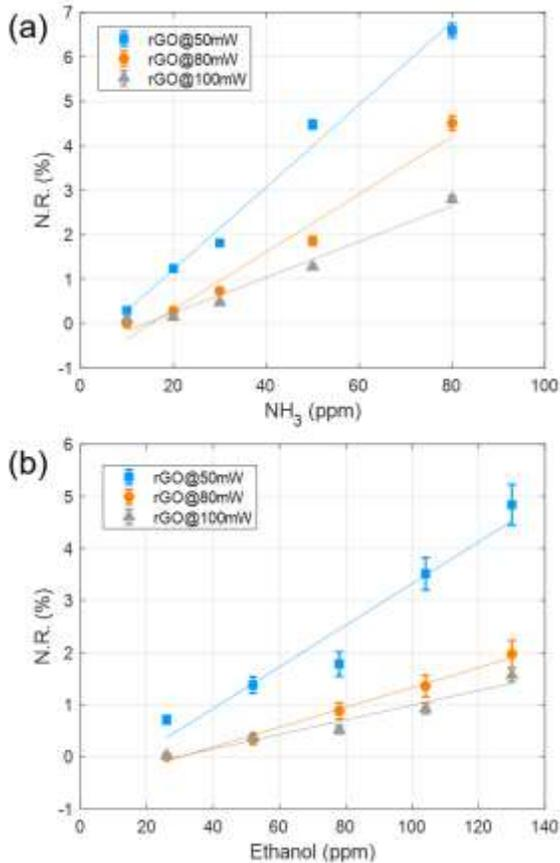 (a)
rGO@50mW
rGO@80mW
rGO@100mW
7
6
5
4
3
2
1
0
-1
N.R. (%)
0 20 40 60 80 100
NH3 (ppm)
(b)
rGO@50mW
rGO@80mW
rGO@100mW
6
5
4
3
2
1
0
-1
N.R. (%)
0 20 40 60 80 100 120 140
Ethanol (ppm)